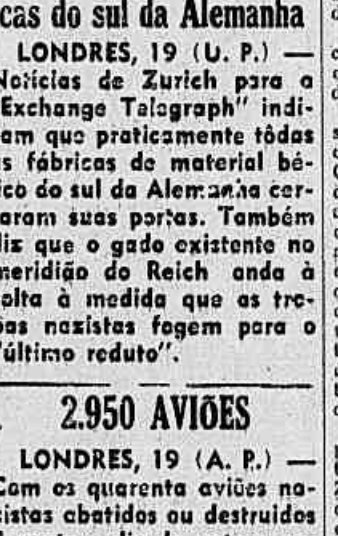 cas do sul da Alemanha
LONDRES, 19 (U. P.) —
Notícias de Zurich para a
"Exchange Telegraph" indi-
cam que praticamente tôdas
as fábricas de material bé-
lico do sul da Alemanha cer-
raram suas portas. Também
diz que o gado existente no
meridião do Reich anda à
solta à medida que as tro-
pas nazistas fogem para o
"último reduto".
2.950 AVIÕES
LONDRES, 19 (A. P.) —
Com os quarenta aviões na-
zistas abatidos ou destruidos